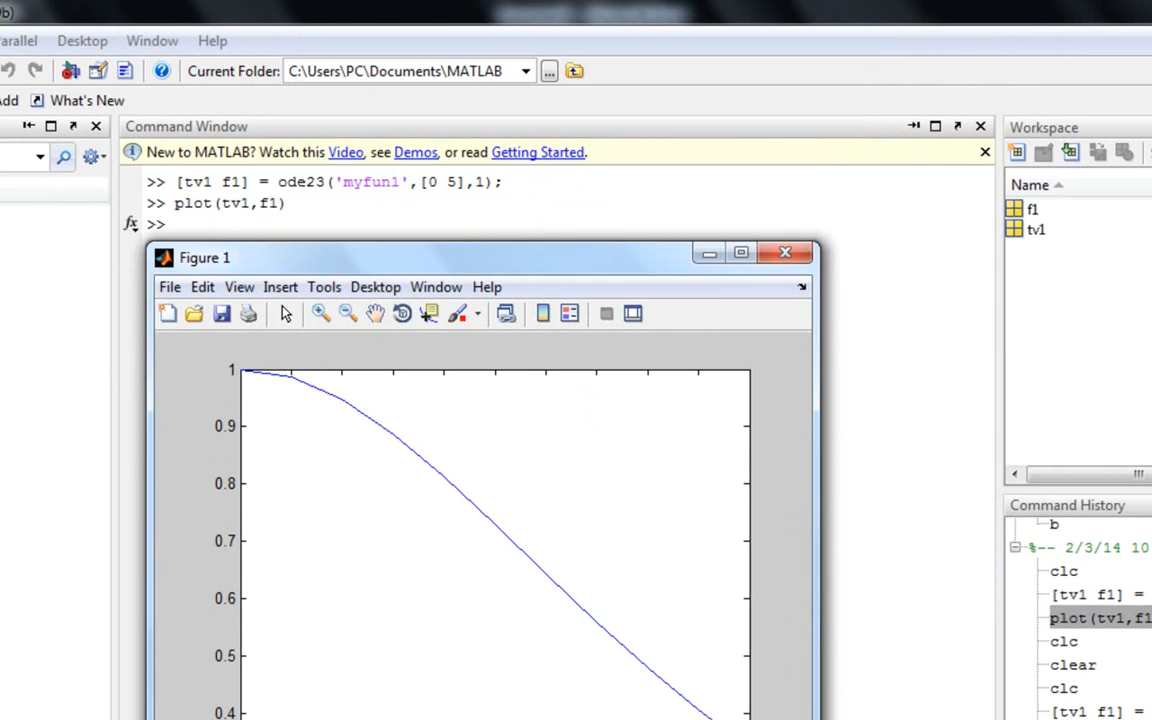 b)
arallel Desktop Window Help
Current Folder: C:\Users\PC\Documents\MATLAB ...
Add What's New
Command Window
Workspace
New to MATLAB? Watch this Video, see Demos, or read Getting Started.
Name
>> [tv1 f1] = ode23('myfun1',[0 5],1);
>> plot(tv1,f1)
fx >>
f1
tv1
Figure 1
File Edit View Insert Tools Desktop Window Help
1
0.9
0.8
0.7
0.6
0.5
0.4
Command History
b
%-- 2/3/14 10
clc
[tv1 f1] =
plot(tv1,f1
clc
clear
clc
[tv1 f1] =